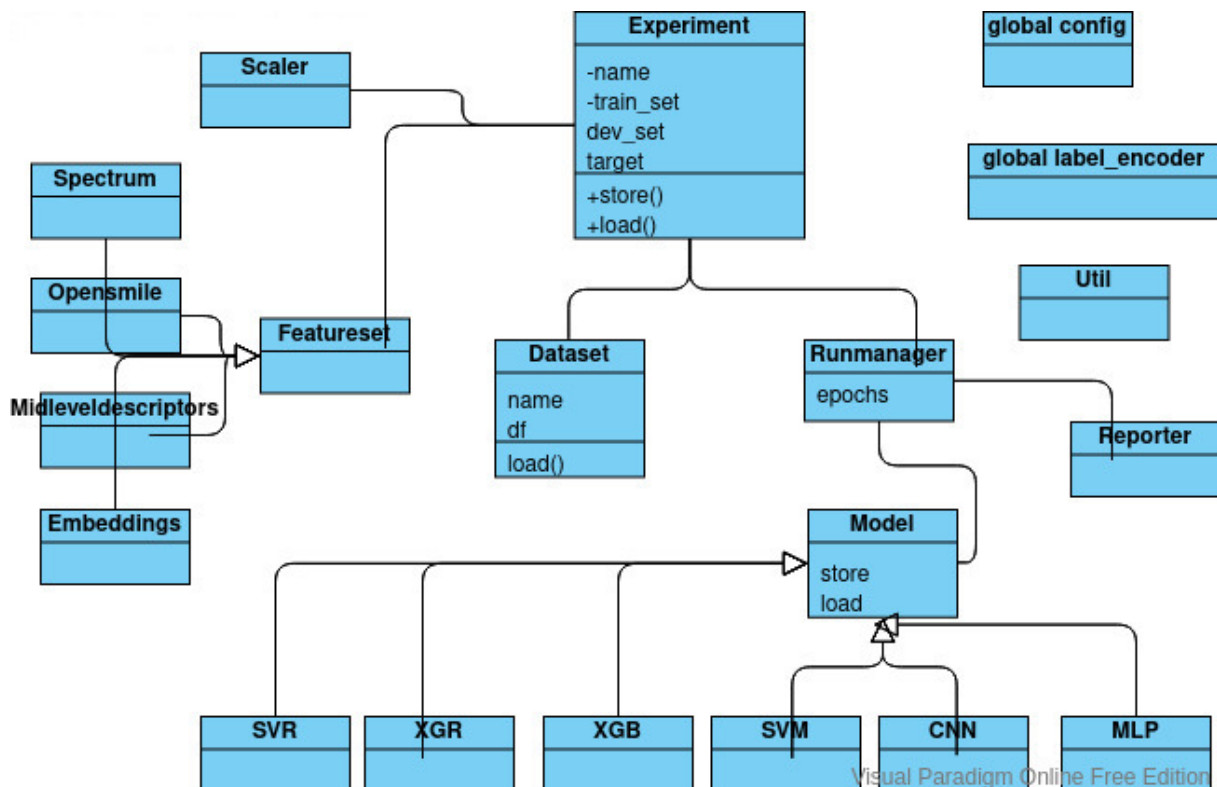 Experiment
-name
-train_set
dev_set
target
+store()
+load()
global config
Scaler
global label_encoder
Spectrum
Util
Opensmile
Featureset
Dataset
name
df
load()
Runmanager
epochs
Midleveldescriptors
Reporter
Embeddings
Model
store
load
SVR
XGR
XGB
SVM
CNN
MLP
Visual Paradigm Online Free Edition